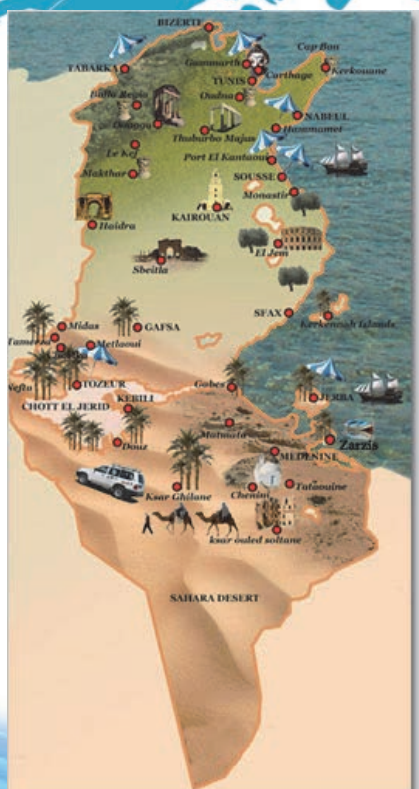 BIZERTE
Cap Bon
Gammarth
TABARKA
Carthage
Kerkouane
TUNIS
Bulla Regia
Oudna
NABEUL
Dougga
Thuburbo Majus
Hammamet
Le Kef
Port El Kantaoui
Makthar
SOUSSE
Monastir
KAIROUAN
Haidra
El Jem
Sbeitla
SFAX
Kerkennah Islands
Midas
GAFSA
Tamerza
Metlaoui
Nefta
TOZEUR
Gabes
JERBA
KEBILI
CHOTT EL JERID
Matmata
Zarzis
Douz
MEDENINE
Ksar Ghilane
Chenini
Tataouine
ksar ouled soltane
SAHARA DESERT